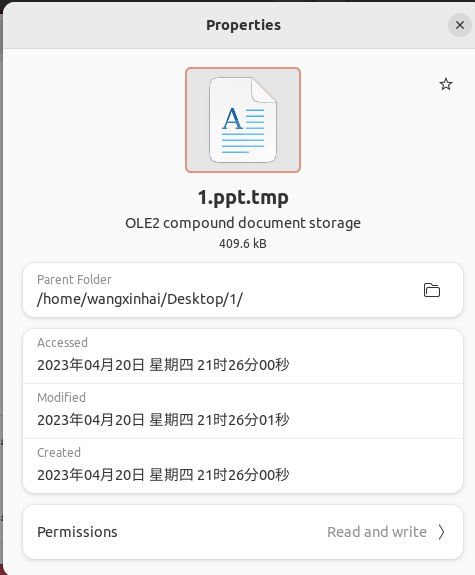 Properties
1.ppt.tmp
OLE2 compound document storage
409.6 kB
Parent Folder
/home/wangxinhai/Desktop/1/
Accessed
2023年04月20日 星期四 21时26分00秒
Modified
2023年04月20日 星期四 21时26分01秒
Created
2023年04月20日 星期四 21时26分00秒
Permissions Read and write